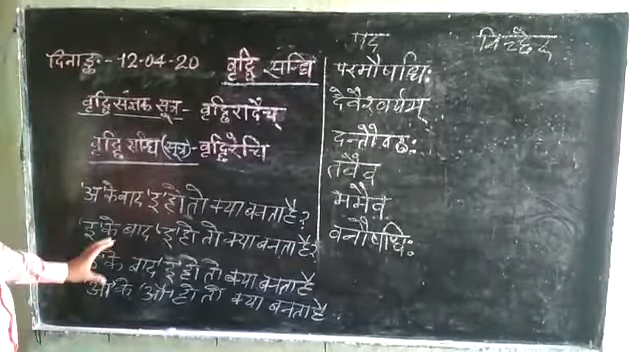 दिनाङ्क:-12-04-20 वृद्धि सन्धि
वृद्धिसंज्ञक सूत्र - वृद्धिरादैच्
वृद्धि सन्धि (सूत्र)-वृद्धिरेचि
'अ' के बाद 'इ' हो तो क्या बनता है?
'इ' के बाद 'इ' हो तो क्या बनता है?
के बाद 'इ' हो तो क्या बनता है
के 'ओ' हो तो क्या बनता है
पद विच्छेद
परमौषधि:
दैवैश्वर्यम्
दन्तौष्ठ:
तवैव
ममैव
वनौषधि: